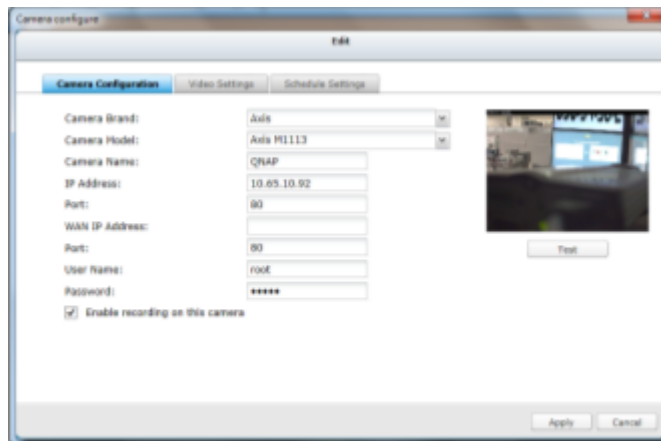 Camera configure
Edit
Camera Configuration Video Settings Schedule Settings
Camera Brand: Axis
Camera Model: Axis M1113
Camera Name: QNAP
IP Address: 10.65.10.92
Port: 80
WAN IP Address:
Port: 80
User Name: root
Password: •••••
Enable recording on this camera
Test
Apply Cancel